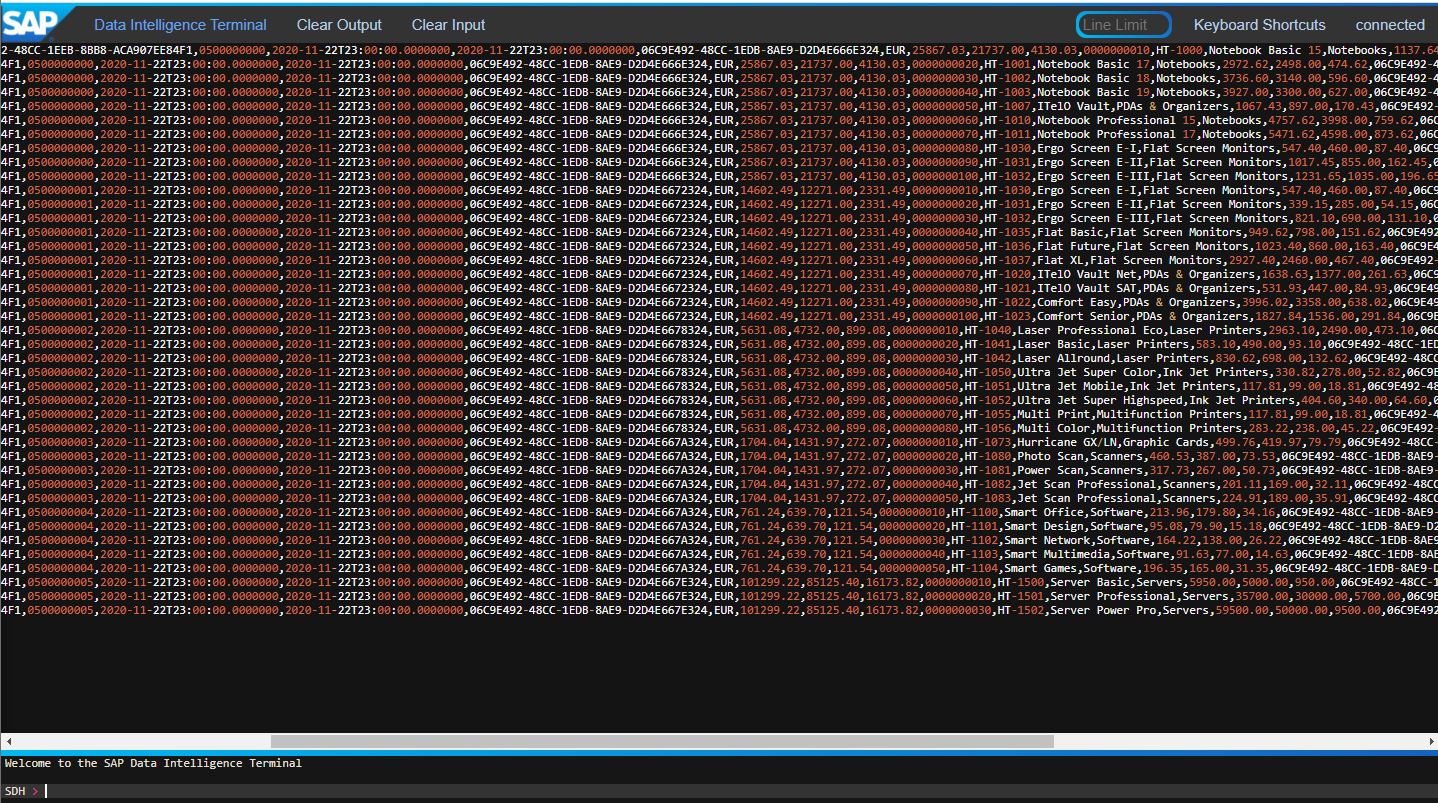 SAP Data Intelligence Terminal Clear Output Clear Input Line Limit Keyboard Shortcuts connected
2-48CC-1EEB-8BB8-ACA907EE84F1,0500000000,2020-11-22T23:00:00.0000000,2020-11-22T23:00:00.0000000,06C9E492-48CC-1EDB-8AE9-D2D4E666E324,EUR,25867.03,21737.00,4130.03,0000000010,HT-1000,Notebook Basic 15,Notebooks,1137.64
4F1,0500000000,2020-11-22T23:00:00.0000000,2020-11-22T23:00:00.0000000,06C9E492-48CC-1EDB-8AE9-D2D4E666E324,EUR,25867.03,21737.00,4130.03,0000000020,HT-1001,Notebook Basic 17,Notebooks,2972.62,2498.00,474.62,06C9E492-4
4F1,0500000000,2020-11-22T23:00:00.0000000,2020-11-22T23:00:00.0000000,06C9E492-48CC-1EDB-8AE9-D2D4E666E324,EUR,25867.03,21737.00,4130.03,0000000030,HT-1002,Notebook Basic 18,Notebooks,3736.60,3140.00,596.60,06C9E492-4
4F1,0500000000,2020-11-22T23:00:00.0000000,2020-11-22T23:00:00.0000000,06C9E492-48CC-1EDB-8AE9-D2D4E666E324,EUR,25867.03,21737.00,4130.03,0000000040,HT-1003,Notebook Basic 19,Notebooks,3927.00,3300.00,627.00,06C9E492-4
4F1,0500000000,2020-11-22T23:00:00.0000000,2020-11-22T23:00:00.0000000,06C9E492-48CC-1EDB-8AE9-D2D4E666E324,EUR,25867.03,21737.00,4130.03,0000000050,HT-1007,ITelO Vault,PDAs & Organizers,1067.43,897.00,170.43,06C9E492-
4F1,0500000000,2020-11-22T23:00:00.0000000,2020-11-22T23:00:00.0000000,06C9E492-48CC-1EDB-8AE9-D2D4E666E324,EUR,25867.03,21737.00,4130.03,0000000060,HT-1010,Notebook Professional 15,Notebooks,4757.62,3998.00,759.62,06C
4F1,0500000000,2020-11-22T23:00:00.0000000,2020-11-22T23:00:00.0000000,06C9E492-48CC-1EDB-8AE9-D2D4E666E324,EUR,25867.03,21737.00,4130.03,0000000070,HT-1011,Notebook Professional 17,Notebooks,5471.62,4598.00,873.62,06C
4F1,0500000000,2020-11-22T23:00:00.0000000,2020-11-22T23:00:00.0000000,06C9E492-48CC-1EDB-8AE9-D2D4E666E324,EUR,25867.03,21737.00,4130.03,0000000080,HT-1030,Ergo Screen E-I,Flat Screen Monitors,547.40,460.00,87.40,06C9
4F1,0500000000,2020-11-22T23:00:00.0000000,2020-11-22T23:00:00.0000000,06C9E492-48CC-1EDB-8AE9-D2D4E666E324,EUR,25867.03,21737.00,4130.03,0000000090,HT-1031,Ergo Screen E-II,Flat Screen Monitors,1017.45,855.00,162.45,0
4F1,0500000000,2020-11-22T23:00:00.0000000,2020-11-22T23:00:00.0000000,06C9E492-48CC-1EDB-8AE9-D2D4E666E324,EUR,25867.03,21737.00,4130.03,0000000100,HT-1032,Ergo Screen E-III,Flat Screen Monitors,1231.65,1035.00,196.65
4F1,0500000001,2020-11-22T23:00:00.0000000,2020-11-22T23:00:00.0000000,06C9E492-48CC-1EDB-8AE9-D2D4E6672324,EUR,14602.49,12271.00,2331.49,0000000010,HT-1030,Ergo Screen E-I,Flat Screen Monitors,547.40,460.00,87.40,06C9
4F1,0500000001,2020-11-22T23:00:00.0000000,2020-11-22T23:00:00.0000000,06C9E492-48CC-1EDB-8AE9-D2D4E6672324,EUR,14602.49,12271.00,2331.49,0000000020,HT-1031,Ergo Screen E-II,Flat Screen Monitors,339.15,285.00,54.15,06C
4F1,0500000001,2020-11-22T23:00:00.0000000,2020-11-22T23:00:00.0000000,06C9E492-48CC-1EDB-8AE9-D2D4E6672324,EUR,14602.49,12271.00,2331.49,0000000030,HT-1032,Ergo Screen E-III,Flat Screen Monitors,821.10,690.00,131.10,0
4F1,0500000001,2020-11-22T23:00:00.0000000,2020-11-22T23:00:00.0000000,06C9E492-48CC-1EDB-8AE9-D2D4E6672324,EUR,14602.49,12271.00,2331.49,0000000040,HT-1035,Flat Basic,Flat Screen Monitors,949.62,798.00,151.62,06C9E492
4F1,0500000001,2020-11-22T23:00:00.0000000,2020-11-22T23:00:00.0000000,06C9E492-48CC-1EDB-8AE9-D2D4E6672324,EUR,14602.49,12271.00,2331.49,0000000050,HT-1036,Flat Future,Flat Screen Monitors,1023.40,860.00,163.40,06C9E4
4F1,0500000001,2020-11-22T23:00:00.0000000,2020-11-22T23:00:00.0000000,06C9E492-48CC-1EDB-8AE9-D2D4E6672324,EUR,14602.49,12271.00,2331.49,0000000060,HT-1037,Flat XL,Flat Screen Monitors,2927.40,2460.00,467.40,06C9E492-
4F1,0500000001,2020-11-22T23:00:00.0000000,2020-11-22T23:00:00.0000000,06C9E492-48CC-1EDB-8AE9-D2D4E6672324,EUR,14602.49,12271.00,2331.49,0000000070,HT-1020,ITelO Vault Net,PDAs & Organizers,1638.63,1377.00,261.63,06C9
4F1,0500000001,2020-11-22T23:00:00.0000000,2020-11-22T23:00:00.0000000,06C9E492-48CC-1EDB-8AE9-D2D4E6672324,EUR,14602.49,12271.00,2331.49,0000000080,HT-1021,ITelO Vault SAT,PDAs & Organizers,531.93,447.00,84.93,06C9E49
4F1,0500000001,2020-11-22T23:00:00.0000000,2020-11-22T23:00:00.0000000,06C9E492-48CC-1EDB-8AE9-D2D4E6672324,EUR,14602.49,12271.00,2331.49,0000000090,HT-1022,Comfort Easy,PDAs & Organizers,3996.02,3358.00,638.02,06C9E49
4F1,0500000001,2020-11-22T23:00:00.0000000,2020-11-22T23:00:00.0000000,06C9E492-48CC-1EDB-8AE9-D2D4E6672324,EUR,14602.49,12271.00,2331.49,0000000100,HT-1023,Comfort Senior,PDAs & Organizers,1827.84,1536.00,291.84,06C9E
4F1,0500000002,2020-11-22T23:00:00.0000000,2020-11-22T23:00:00.0000000,06C9E492-48CC-1EDB-8AE9-D2D4E6678324,EUR,5631.08,4732.00,899.08,0000000010,HT-1040,Laser Professional Eco,Laser Printers,2963.10,2490.00,473.10,06C
4F1,0500000002,2020-11-22T23:00:00.0000000,2020-11-22T23:00:00.0000000,06C9E492-48CC-1EDB-8AE9-D2D4E6678324,EUR,5631.08,4732.00,899.08,0000000020,HT-1041,Laser Basic,Laser Printers,583.10,490.00,93.10,06C9E492-48CC-1ED
4F1,0500000002,2020-11-22T23:00:00.0000000,2020-11-22T23:00:00.0000000,06C9E492-48CC-1EDB-8AE9-D2D4E6678324,EUR,5631.08,4732.00,899.08,0000000030,HT-1042,Laser Allround,Laser Printers,830.62,698.00,132.62,06C9E492-48CC
4F1,0500000002,2020-11-22T23:00:00.0000000,2020-11-22T23:00:00.0000000,06C9E492-48CC-1EDB-8AE9-D2D4E6678324,EUR,5631.08,4732.00,899.08,0000000040,HT-1050,Ultra Jet Super Color,Ink Jet Printers,330.82,278.00,52.82,06C9E
4F1,0500000002,2020-11-22T23:00:00.0000000,2020-11-22T23:00:00.0000000,06C9E492-48CC-1EDB-8AE9-D2D4E6678324,EUR,5631.08,4732.00,899.08,0000000050,HT-1051,Ultra Jet Mobile,Ink Jet Printers,117.81,99.00,18.81,06C9E492-48
4F1,0500000002,2020-11-22T23:00:00.0000000,2020-11-22T23:00:00.0000000,06C9E492-48CC-1EDB-8AE9-D2D4E6678324,EUR,5631.08,4732.00,899.08,0000000060,HT-1052,Ultra Jet Super Highspeed,Ink Jet Printers,404.60,340.00,64.60,0
4F1,0500000002,2020-11-22T23:00:00.0000000,2020-11-22T23:00:00.0000000,06C9E492-48CC-1EDB-8AE9-D2D4E6678324,EUR,5631.08,4732.00,899.08,0000000070,HT-1055,Multi Print,Multifunction Printers,117.81,99.00,18.81,06C9E492-4
4F1,0500000002,2020-11-22T23:00:00.0000000,2020-11-22T23:00:00.0000000,06C9E492-48CC-1EDB-8AE9-D2D4E6678324,EUR,5631.08,4732.00,899.08,0000000080,HT-1056,Multi Color,Multifunction Printers,283.22,238.00,45.22,06C9E492-
4F1,0500000003,2020-11-22T23:00:00.0000000,2020-11-22T23:00:00.0000000,06C9E492-48CC-1EDB-8AE9-D2D4E667A324,EUR,1704.04,1431.97,272.07,0000000010,HT-1073,Hurricane GX/LN,Graphic Cards,499.76,419.97,79.79,06C9E492-48CC-
4F1,0500000003,2020-11-22T23:00:00.0000000,2020-11-22T23:00:00.0000000,06C9E492-48CC-1EDB-8AE9-D2D4E667A324,EUR,1704.04,1431.97,272.07,0000000020,HT-1080,Photo Scan,Scanners,460.53,387.00,73.53,06C9E492-48CC-1EDB-8AE9-
4F1,0500000003,2020-11-22T23:00:00.0000000,2020-11-22T23:00:00.0000000,06C9E492-48CC-1EDB-8AE9-D2D4E667A324,EUR,1704.04,1431.97,272.07,0000000030,HT-1081,Power Scan,Scanners,317.73,267.00,50.73,06C9E492-48CC-1EDB-8AE9-
4F1,0500000003,2020-11-22T23:00:00.0000000,2020-11-22T23:00:00.0000000,06C9E492-48CC-1EDB-8AE9-D2D4E667A324,EUR,1704.04,1431.97,272.07,0000000040,HT-1082,Jet Scan Professional,Scanners,201.11,169.00,32.11,06C9E492-48C
4F1,0500000003,2020-11-22T23:00:00.0000000,2020-11-22T23:00:00.0000000,06C9E492-48CC-1EDB-8AE9-D2D4E667A324,EUR,1704.04,1431.97,272.07,0000000050,HT-1083,Jet Scan Professional,Scanners,224.91,189.00,35.91,06C9E492-48C
4F1,0500000004,2020-11-22T23:00:00.0000000,2020-11-22T23:00:00.0000000,06C9E492-48CC-1EDB-8AE9-D2D4E667A324,EUR,761.24,639.70,121.54,0000000010,HT-1100,Smart Office,Software,213.96,179.80,34.16,06C9E492-48CC-1EDB-8AE9-
4F1,0500000004,2020-11-22T23:00:00.0000000,2020-11-22T23:00:00.0000000,06C9E492-48CC-1EDB-8AE9-D2D4E667A324,EUR,761.24,639.70,121.54,0000000020,HT-1101,Smart Design,Software,95.08,79.90,15.18,06C9E492-48CC-1EDB-8AE9-D2
4F1,0500000004,2020-11-22T23:00:00.0000000,2020-11-22T23:00:00.0000000,06C9E492-48CC-1EDB-8AE9-D2D4E667A324,EUR,761.24,639.70,121.54,0000000030,HT-1102,Smart Network,Software,164.22,138.00,26.22,06C9E492-48CC-1EDB-8AE9
4F1,0500000004,2020-11-22T23:00:00.0000000,2020-11-22T23:00:00.0000000,06C9E492-48CC-1EDB-8AE9-D2D4E667A324,EUR,761.24,639.70,121.54,0000000040,HT-1103,Smart Multimedia,Software,91.63,77.00,14.63,06C9E492-48CC-1EDB-8AE
4F1,0500000004,2020-11-22T23:00:00.0000000,2020-11-22T23:00:00.0000000,06C9E492-48CC-1EDB-8AE9-D2D4E667A324,EUR,761.24,639.70,121.54,0000000050,HT-1104,Smart Games,Software,196.35,165.00,31.35,06C9E492-48CC-1EDB-8AE9-D
4F1,0500000005,2020-11-22T23:00:00.0000000,2020-11-22T23:00:00.0000000,06C9E492-48CC-1EDB-8AE9-D2D4E667E324,EUR,101299.22,85125.40,16173.82,0000000010,HT-1500,Server Basic,Servers,5950.00,5000.00,950.00,06C9E492-48CC-1
4F1,0500000005,2020-11-22T23:00:00.0000000,2020-11-22T23:00:00.0000000,06C9E492-48CC-1EDB-8AE9-D2D4E667E324,EUR,101299.22,85125.40,16173.82,0000000020,HT-1501,Server Professional,Servers,35700.00,30000.00,5700.00,06C9E
4F1,0500000005,2020-11-22T23:00:00.0000000,2020-11-22T23:00:00.0000000,06C9E492-48CC-1EDB-8AE9-D2D4E667E324,EUR,101299.22,85125.40,16173.82,0000000030,HT-1502,Server Power Pro,Servers,59500.00,50000.00,9500.00,06C9E492
Welcome to the SAP Data Intelligence Terminal
SDH >